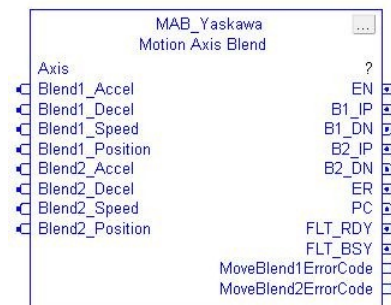 MAB_Yaskawa ...
Motion Axis Blend
Axis ?
Blend1_Accel EN
Blend1_Decel B1_IP
Blend1_Speed B1_DN
Blend1_Position B2_IP
Blend2_Accel B2_DN
Blend2_Decel ER
Blend2_Speed PC
Blend2_Position FLT_RDY
FLT_BSY
MoveBlend1ErrorCode
MoveBlend2ErrorCode